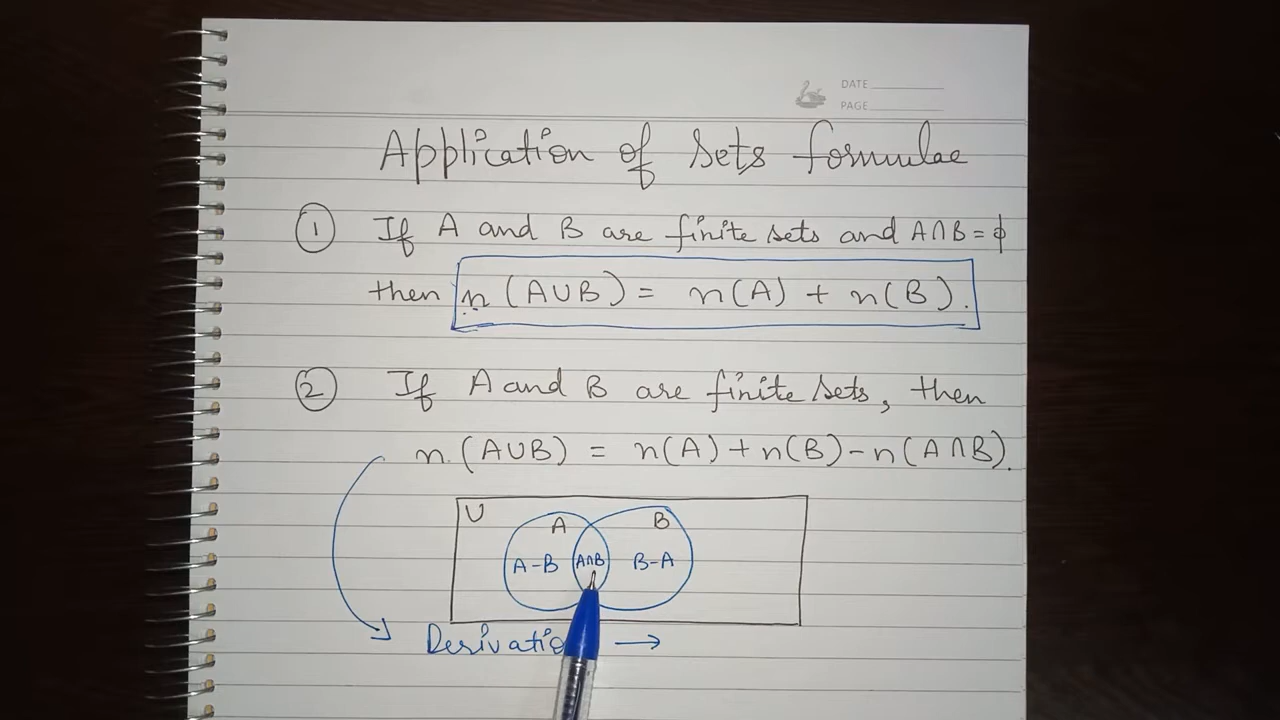 DATE
PAGE
Application of Sets formulae
① If A and B are finite sets and A∩B = ϕ
then n (A∪B) = n(A) + n(B).
② If A and B are finite sets, then
n (A∪B) = n(A) + n(B) - n(A∩B).
U
A B
A-B A∩B B-A
Derivatio →